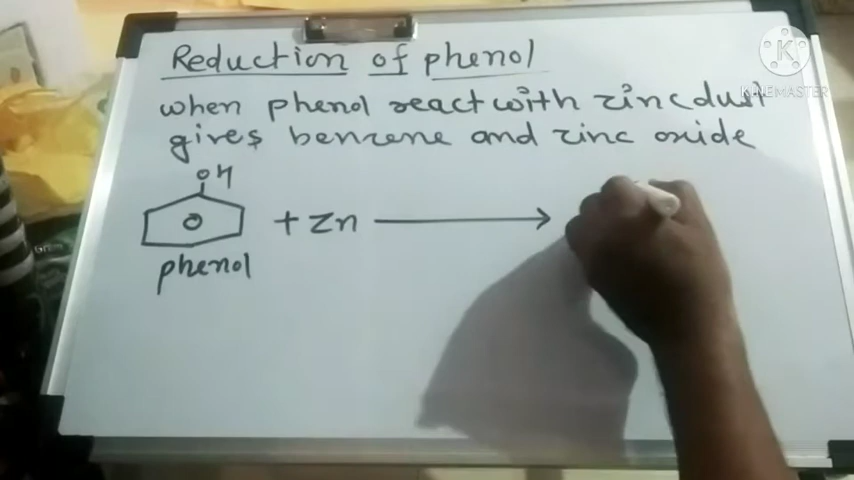 Reduction of phenol
when phenol react with zinc dust
gives benzene and zinc oxide
OH
+ Zn
phenol
K
KINEMASTER